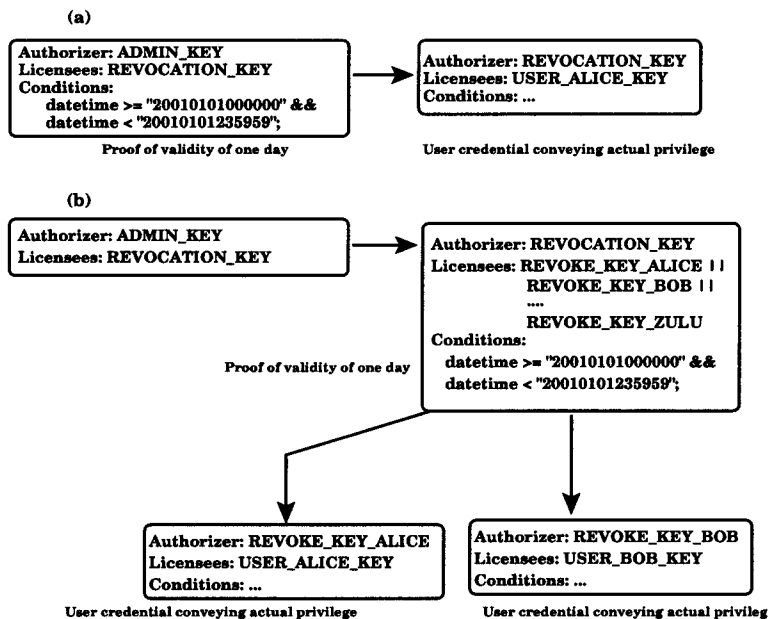 (a)
Authorizer: ADMIN_KEY
Licensees: REVOCATION_KEY
Conditions:
datetime >= "20010101000000" &&
datetime < "20010101235959";
Proof of validity of one day
Authorizer: REVOCATION_KEY
Licensees: USER_ALICE_KEY
Conditions: ...
User credential conveying actual privilege
(b)
Authorizer: ADMIN_KEY
Licensees: REVOCATION_KEY
Authorizer: REVOCATION_KEY
Licensees: REVOKE_KEY_ALICE ||
REVOKE_KEY_BOB ||
....
REVOKE_KEY_ZULU
Conditions:
datetime >= "20010101000000" &&
datetime < "20010101235959";
Proof of validity of one day
Authorizer: REVOKE_KEY_ALICE
Licensees: USER_ALICE_KEY
Conditions: ...
User credential conveying actual privilege
Authorizer: REVOKE_KEY_BOB
Licensees: USER_BOB_KEY
Conditions: ...
User credential conveying actual privileg